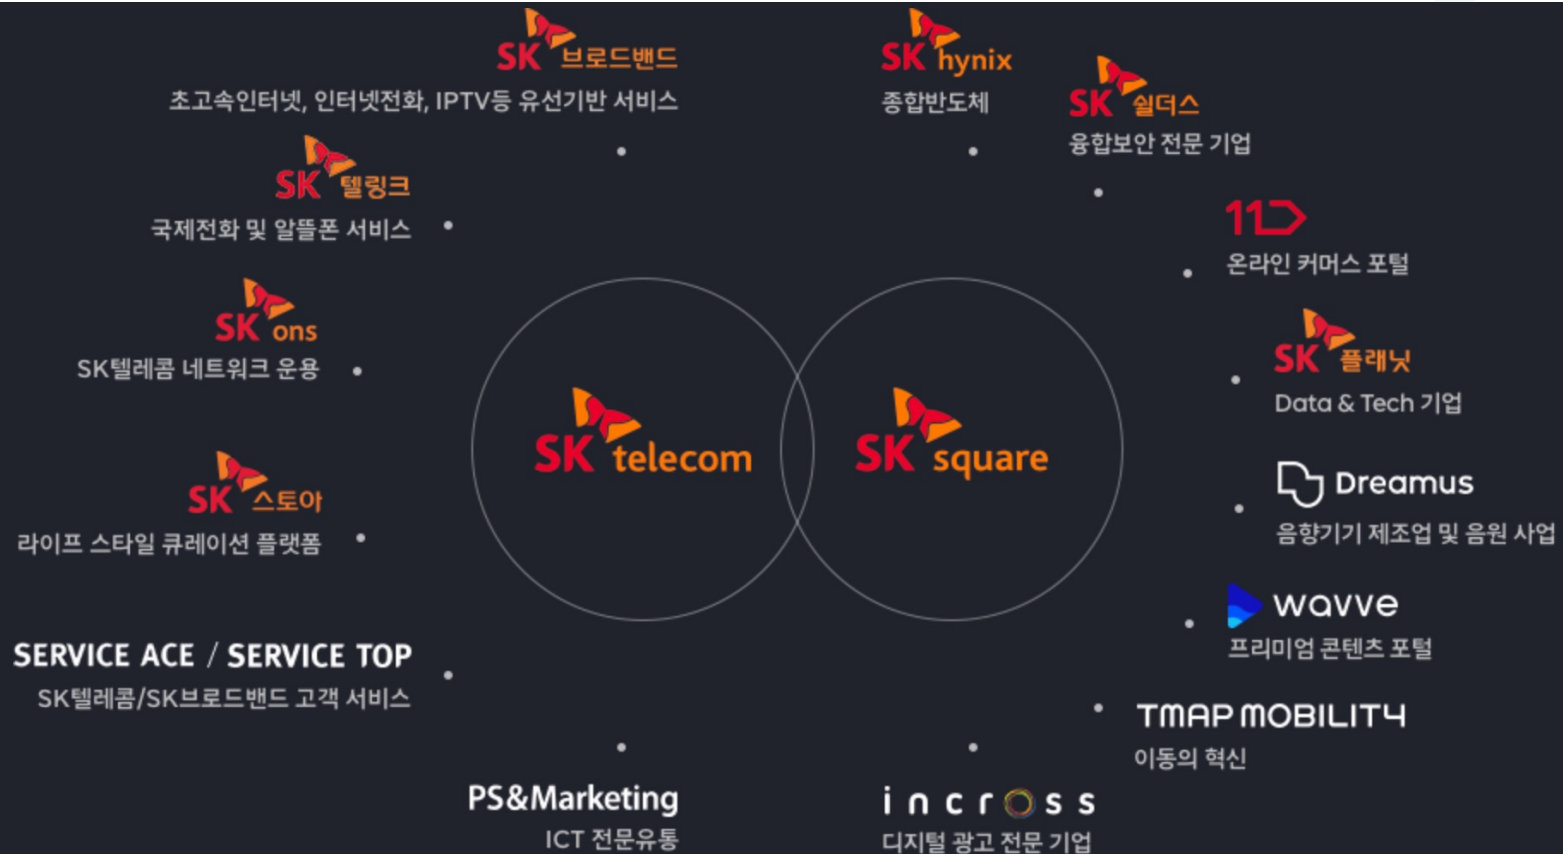 SK 브로드밴드
초고속인터넷, 인터넷전화, IPTV등 유선기반 서비스
SK 텔링크
국제전화 및 알뜰폰 서비스
SK ons
SK텔레콤 네트워크 운용
SK 스토아
라이프 스타일 큐레이션 플랫폼
SERVICE ACE / SERVICE TOP
SK텔레콤/SK브로드밴드 고객 서비스
PS&Marketing
ICT 전문유통
SK telecom
SK square
SK hynix
종합반도체
SK 쉴더스
융합보안 전문 기업
11
온라인 커머스 포털
SK 플래닛
Data & Tech 기업
Dreamus
음향기기 제조업 및 음원 사업
wavve
프리미엄 콘텐츠 포털
TMAP MOBILITY
이동의 혁신
incross
디지털 광고 전문 기업